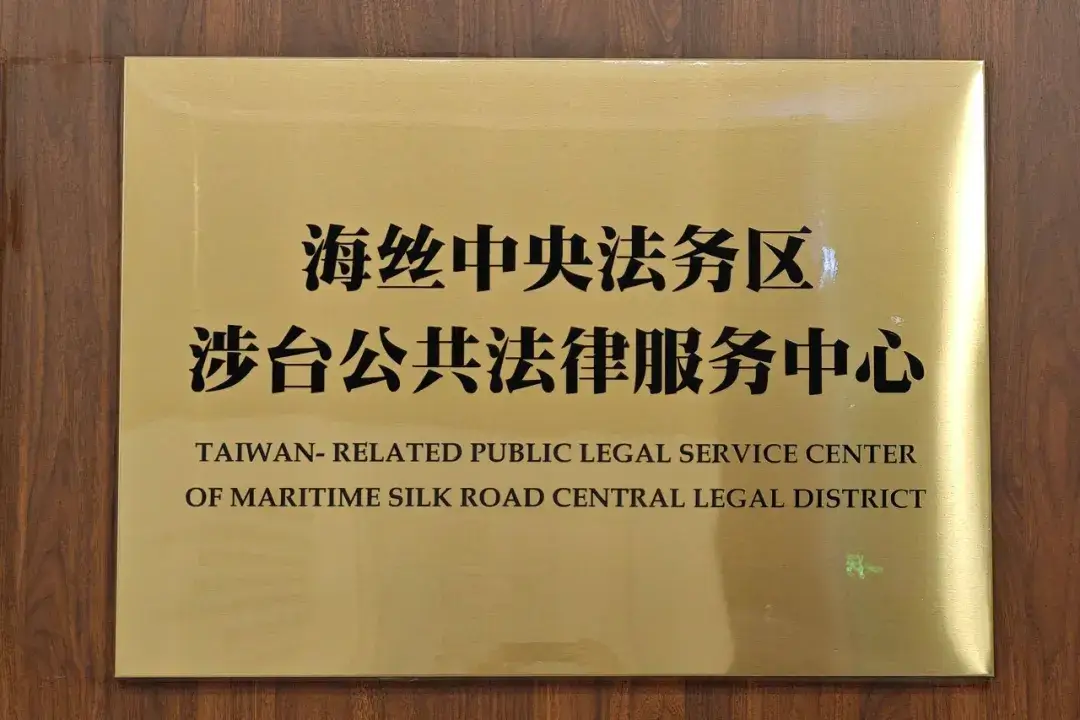 海丝中央法务区
涉台公共法律服务中心
TAIWAN- RELATED PUBLIC LEGAL SERVICE CENTER
OF MARITIME SILK ROAD CENTRAL LEGAL DISTRICT